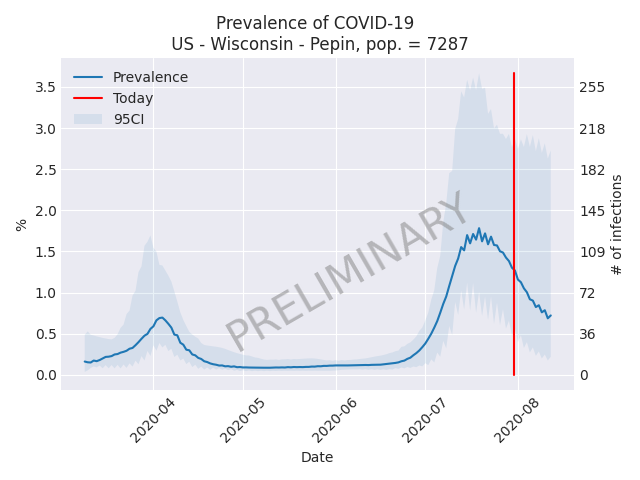 Prevalence of COVID-19
US - Wisconsin - Pepin, pop. = 7287
Prevalence
Today
95CI
PRELIMINARY
%
3.5
3.0
2.5
2.0
1.5
1.0
0.5
0.0
255
218
182
145
109
72
36
0
# of infections
2020-04
2020-05
2020-06
2020-07
2020-08
Date